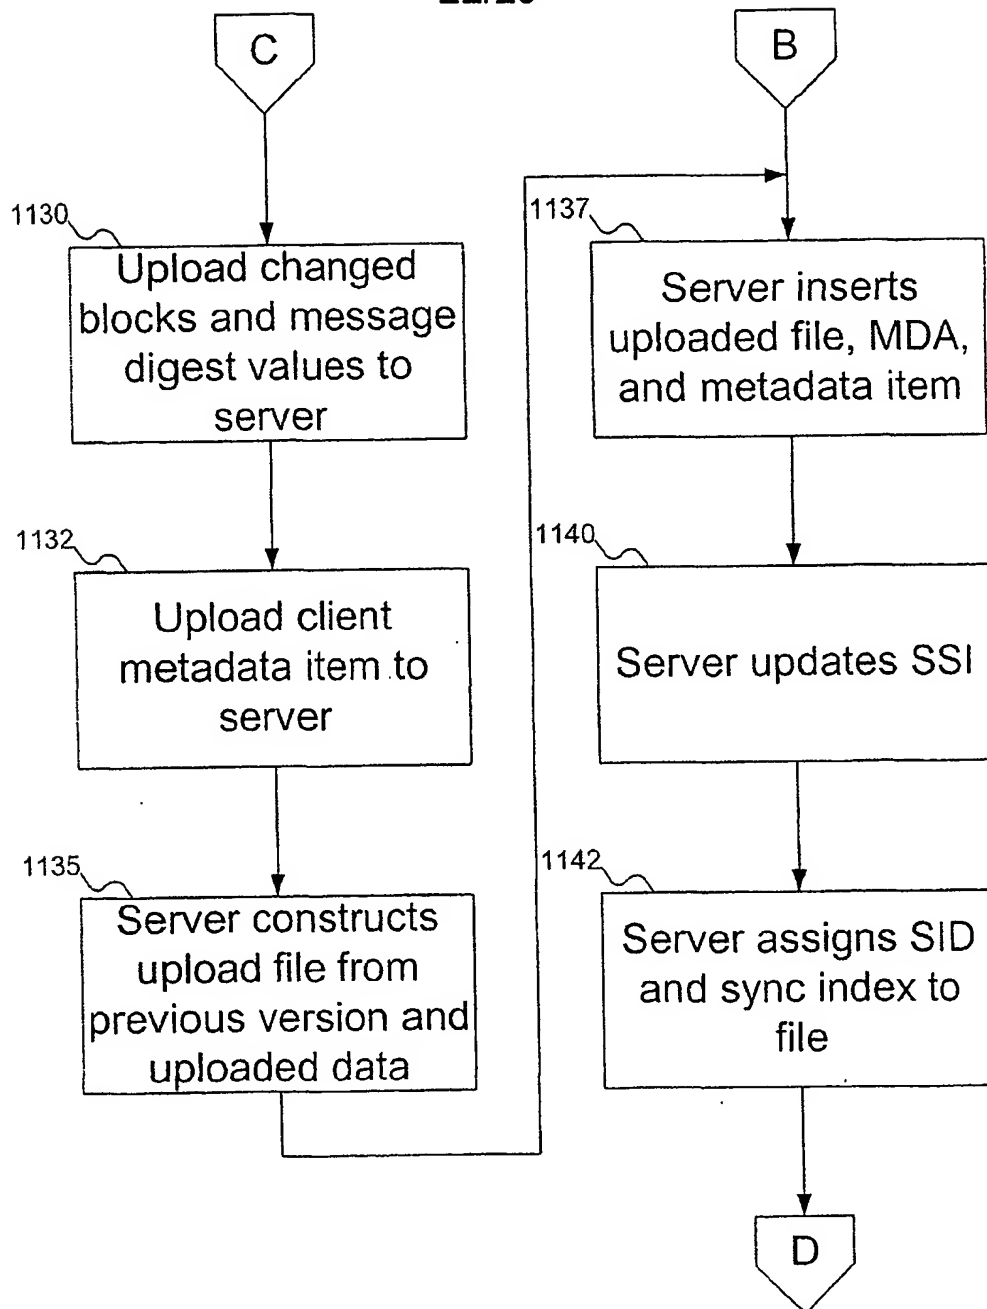 C
1130
Upload changed
blocks and message
digest values to
server
1132
Upload client
metadata item to
server
1135
Server constructs
upload file from
previous version and
uploaded data
B
1137
Server inserts
uploaded file, MDA,
and metadata item
1140
Server updates SSI
1142
Server assigns SID
and sync index to
file
D